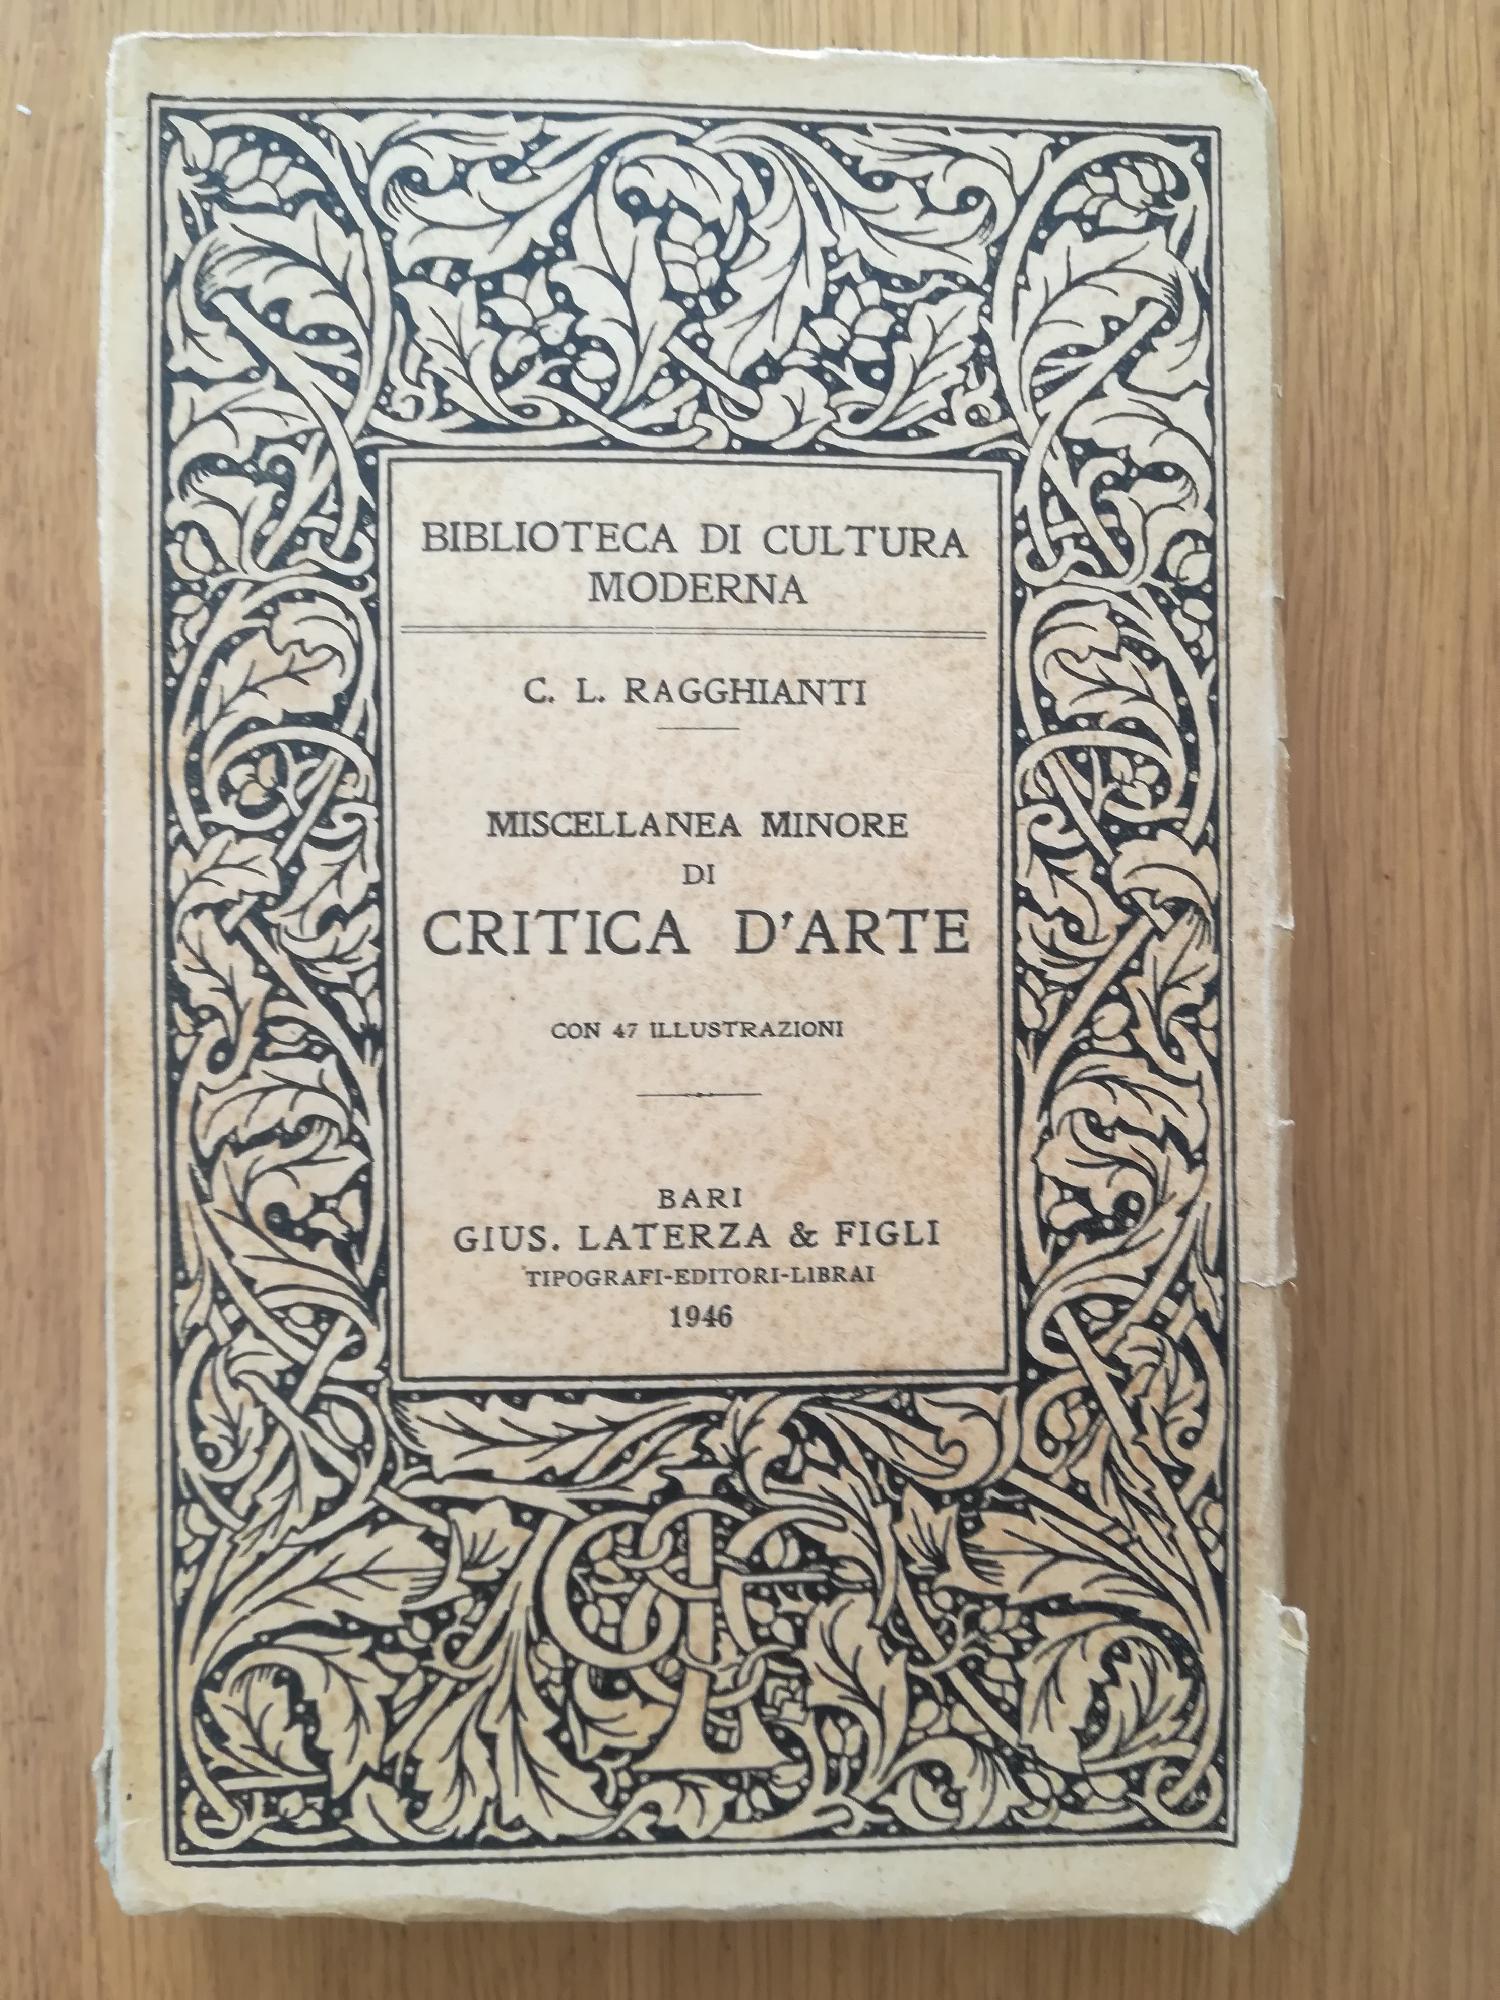 BIBLIOTECA DI CULTURA
MODERNA
C. L. RAGGHIANTI
MISCELLANEA MINORE
DI
CRITICA D'ARTE
CON 47 ILLUSTRAZIONI
BARI
GIUS. LATERZA & FIGLI
TIPOGRAFI-EDITORI-LIBRAI
1946